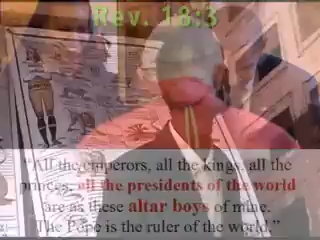 Rev. 18:3
“All the emperors, all the kings, all the
princes, all the presidents of the world
are as these altar boys of mine.
The Pope is the ruler of the world.”